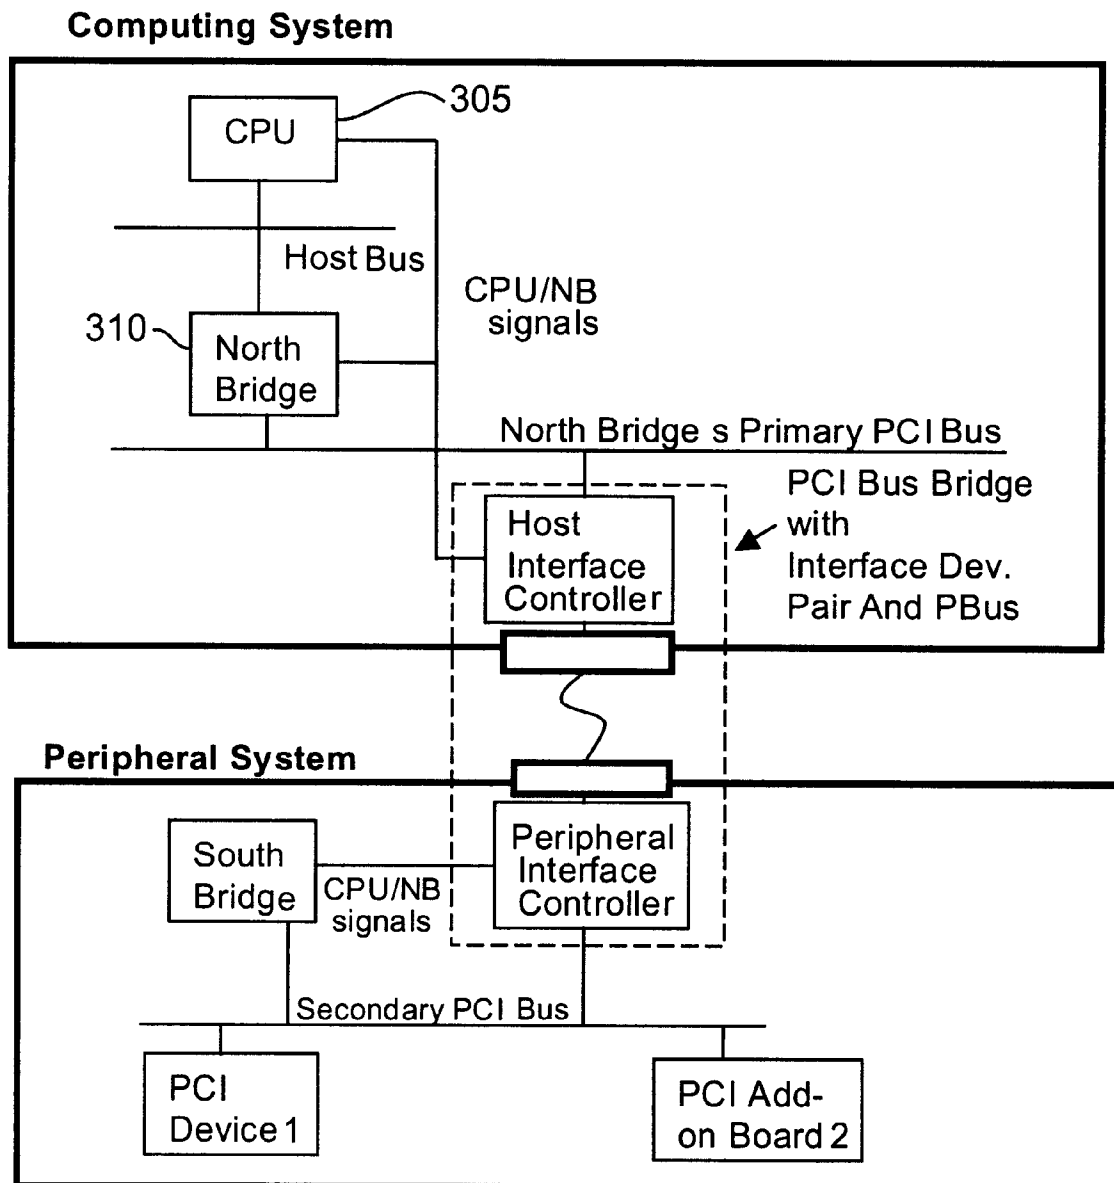 Computing System
305
CPU
Host Bus
CPU/NB
signals
310
North
Bridge
North Bridge s Primary PCI Bus
PCI Bus Bridge
with
Interface Dev.
Pair And PBus
Host
Interface
Controller
Peripheral System
Peripheral
Interface
Controller
South
Bridge
CPU/NB
signals
Secondary PCI Bus
PCI
Device 1
PCI Add-
on Board 2